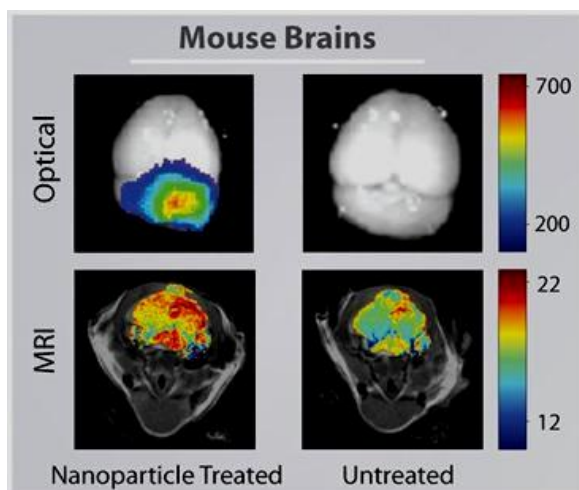 Mouse Brains
Optical
700
200
MRI
22
12
Nanoparticle Treated
Untreated